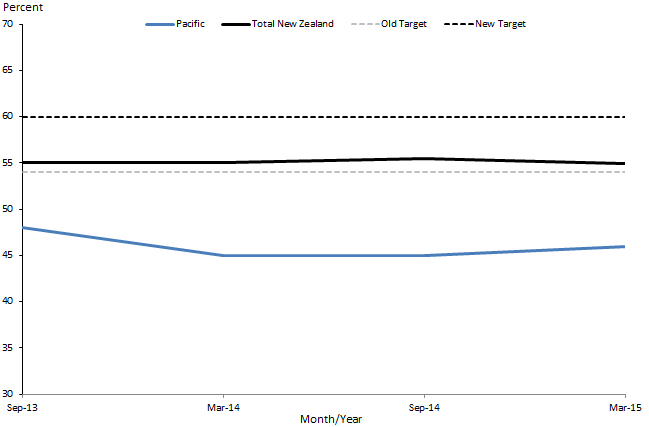 Percent
Pacific Total New Zealand Old Target New Target
70
65
60
55
50
45
40
35
30
Sep-13 Mar-14 Sep-14 Mar-15
Month/Year